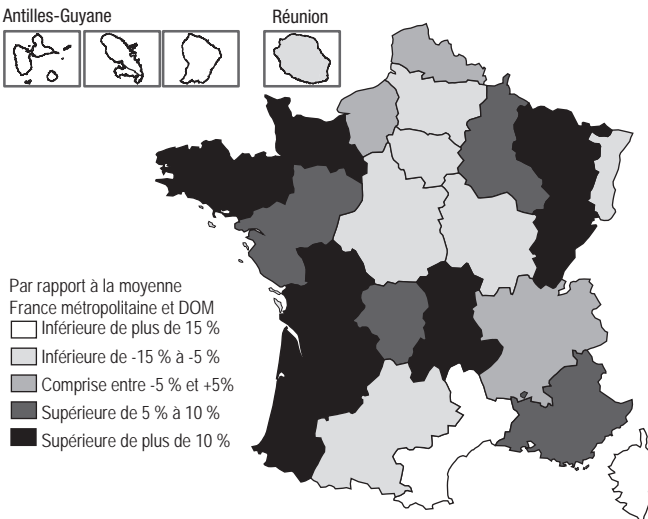 Antilles-Guyane
Réunion
Par rapport à la moyenne
France métropolitaine et DOM
Inférieure de plus de 15 %
Inférieure de -15 % à -5 %
Comprise entre -5 % et +5%
Supérieure de 5 % à 10 %
Supérieure de plus de 10 %